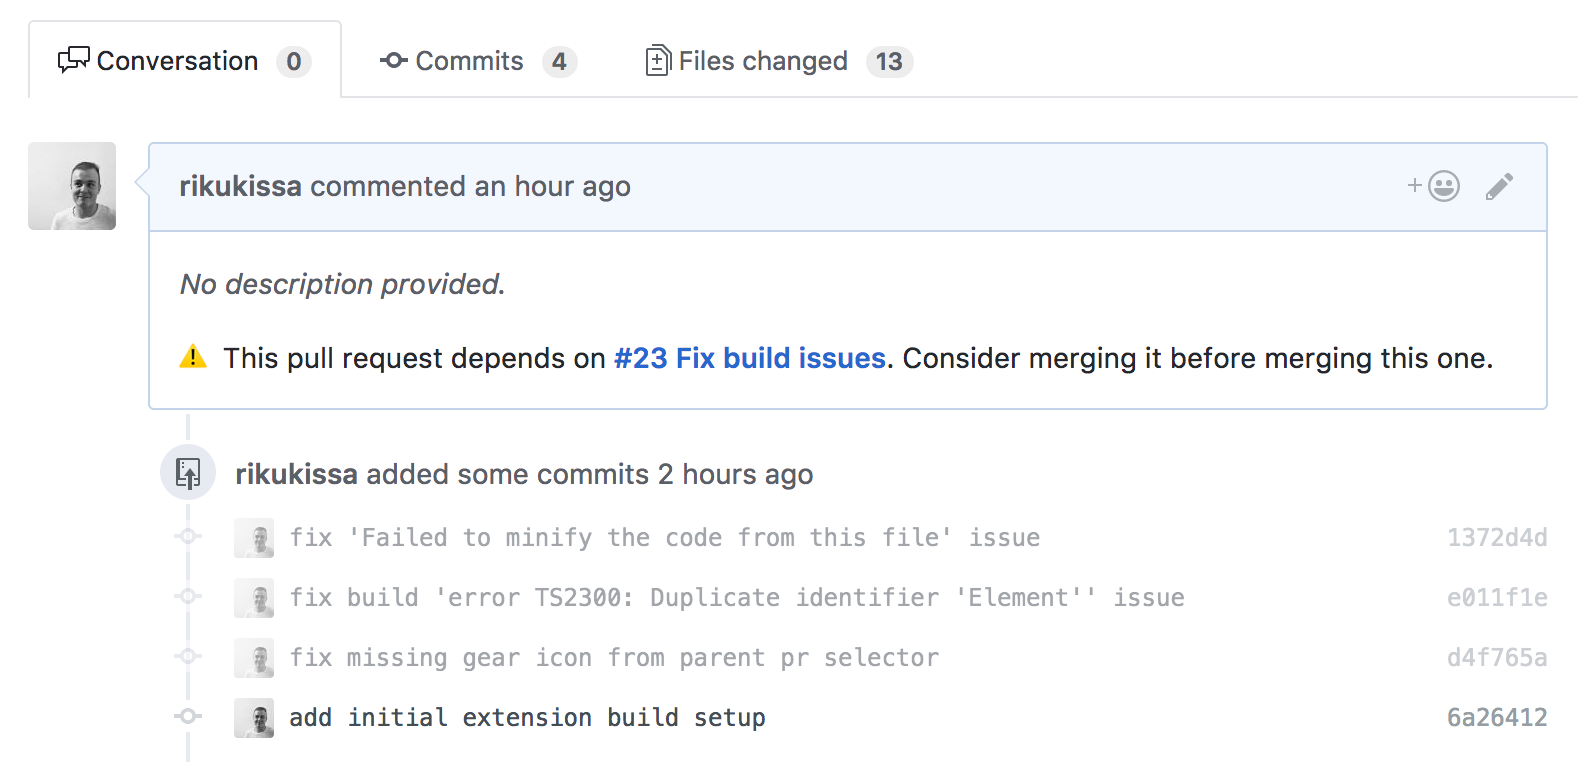 Conversation 0 Commits 4 Files changed 13
rikukissa commented an hour ago
No description provided.
This pull request depends on #23 Fix build issues. Consider merging it before merging this one.
rikukissa added some commits 2 hours ago
fix 'Failed to minify the code from this file' issue 1372d4d
fix build 'error TS2300: Duplicate identifier 'Element'' issue e011f1e
fix missing gear icon from parent pr selector d4f765a
add initial extension build setup 6a26412